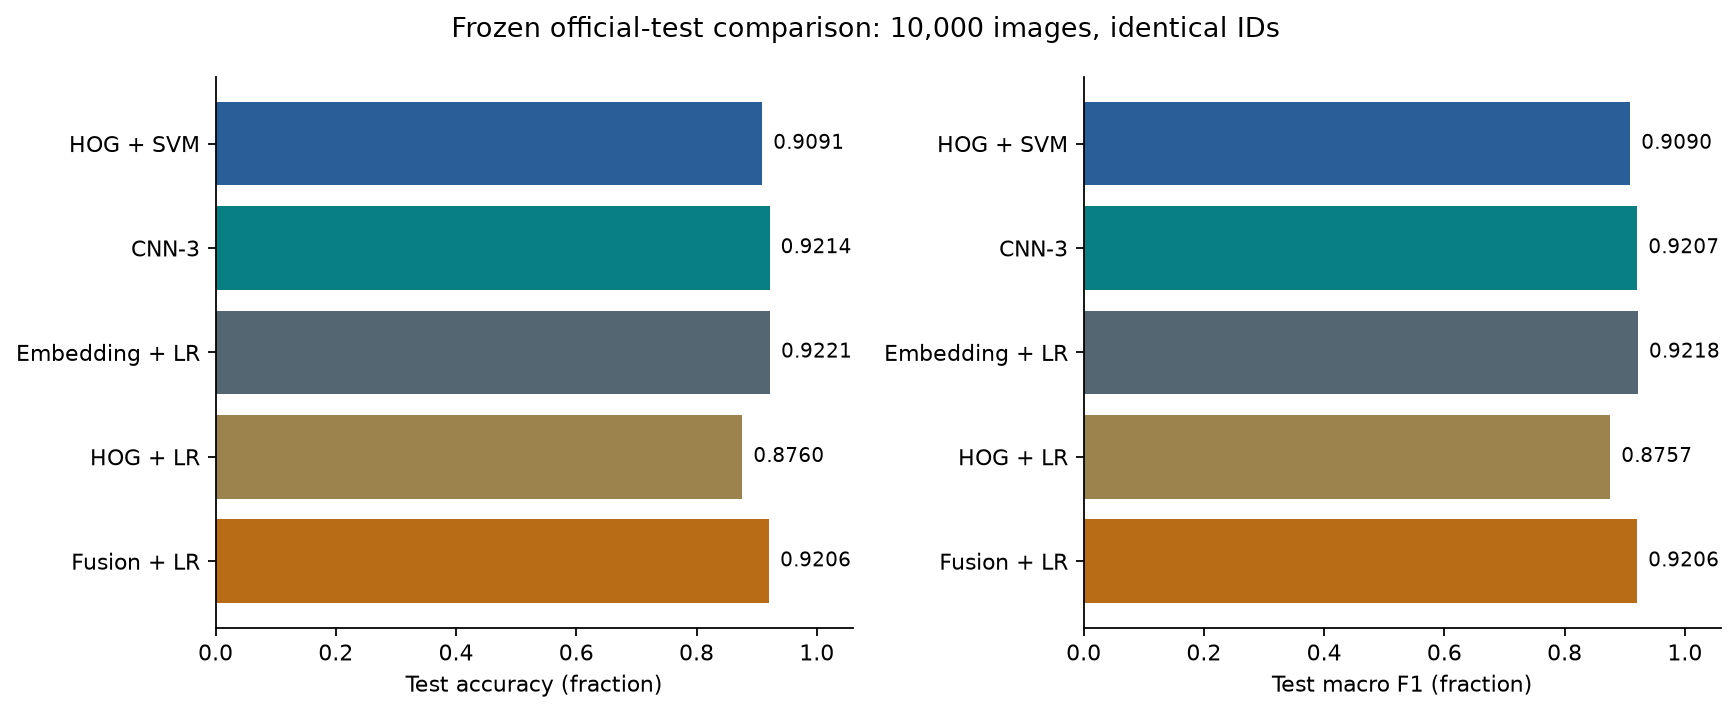 Frozen official-test comparison: 10,000 images, identical IDs
HOG + SVM
0.9091
CNN-3
0.9214
Embedding + LR
0.9221
HOG + LR
0.8760
Fusion + LR
0.9206
0.0 0.2 0.4 0.6 0.8 1.0
Test accuracy (fraction)
HOG + SVM
0.9090
CNN-3
0.9207
Embedding + LR
0.9218
HOG + LR
0.8757
Fusion + LR
0.9206
0.0 0.2 0.4 0.6 0.8 1.0
Test macro F1 (fraction)